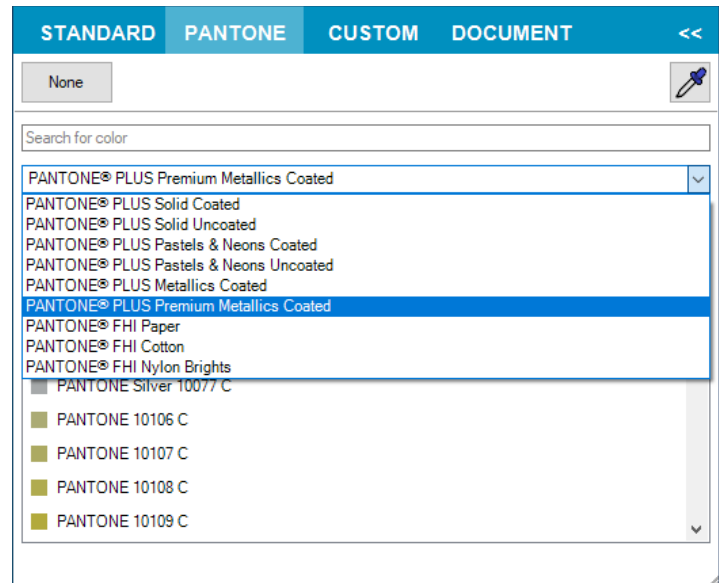 STANDARD PANTONE CUSTOM DOCUMENT <<
None
Search for color
PANTONE® PLUS Premium Metallics Coated
PANTONE® PLUS Solid Coated
PANTONE® PLUS Solid Uncoated
PANTONE® PLUS Pastels & Neons Coated
PANTONE® PLUS Pastels & Neons Uncoated
PANTONE® PLUS Metallics Coated
PANTONE® PLUS Premium Metallics Coated
PANTONE® FHI Paper
PANTONE® FHI Cotton
PANTONE® FHI Nylon Brights
PANTONE Silver 10077 C
PANTONE 10106 C
PANTONE 10107 C
PANTONE 10108 C
PANTONE 10109 C